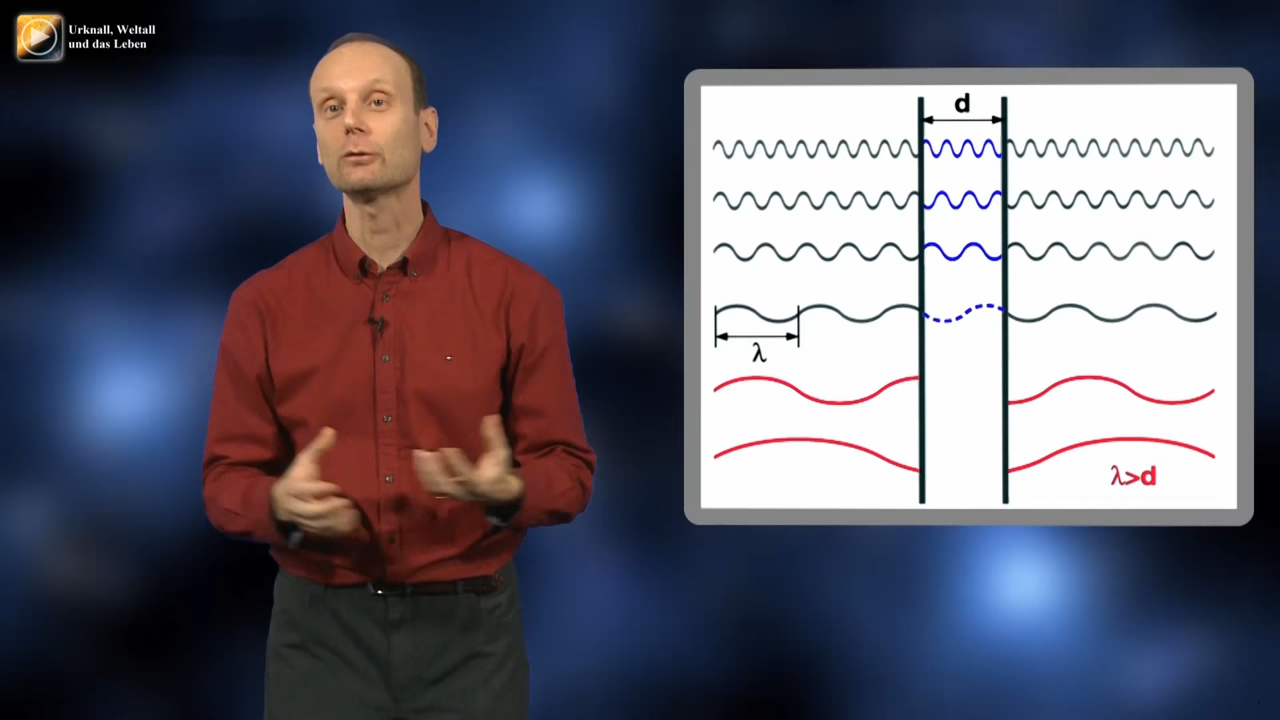 Urknall, Weltall
und das Leben
d
λ
λ>d